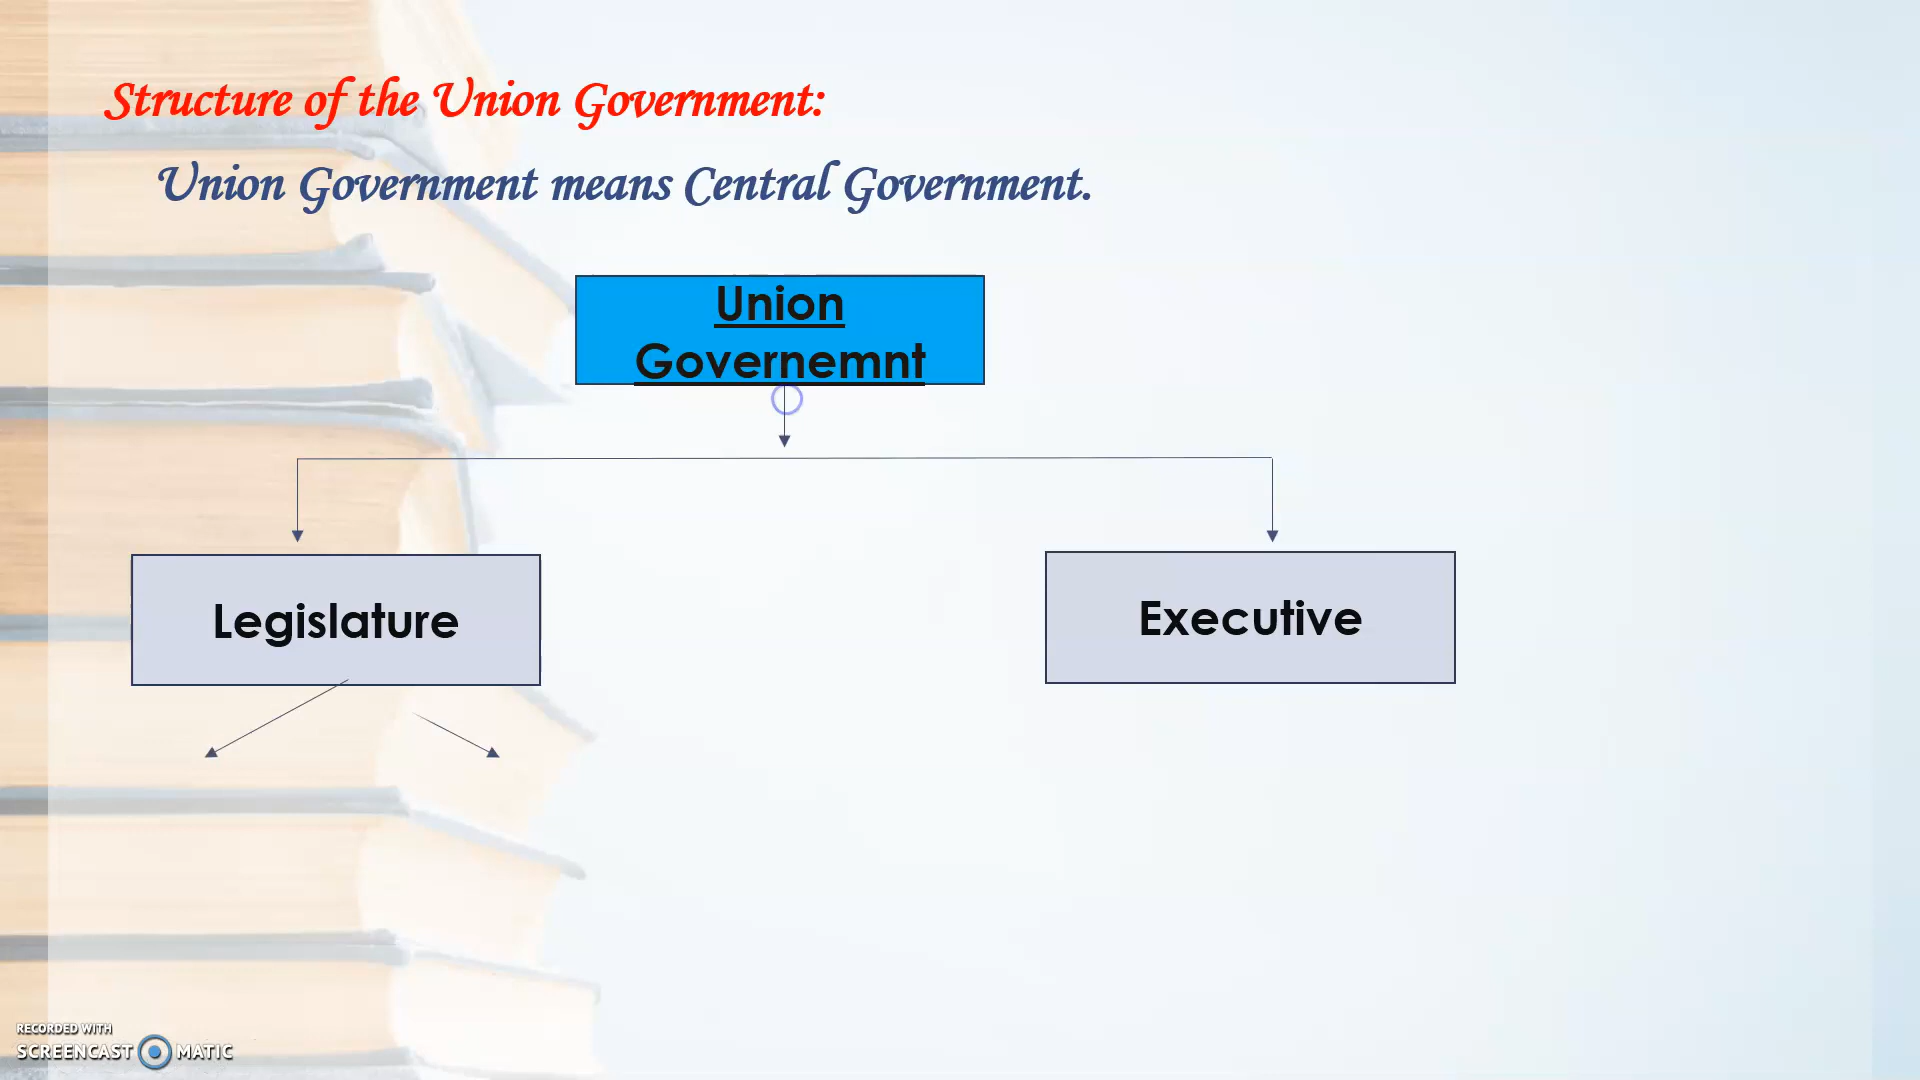 Structure of the Union Government:
Union Government means Central Government.
Union
Governemnt
Legislature
Executive
RECORDED WITH
SCREENCAST MATIC